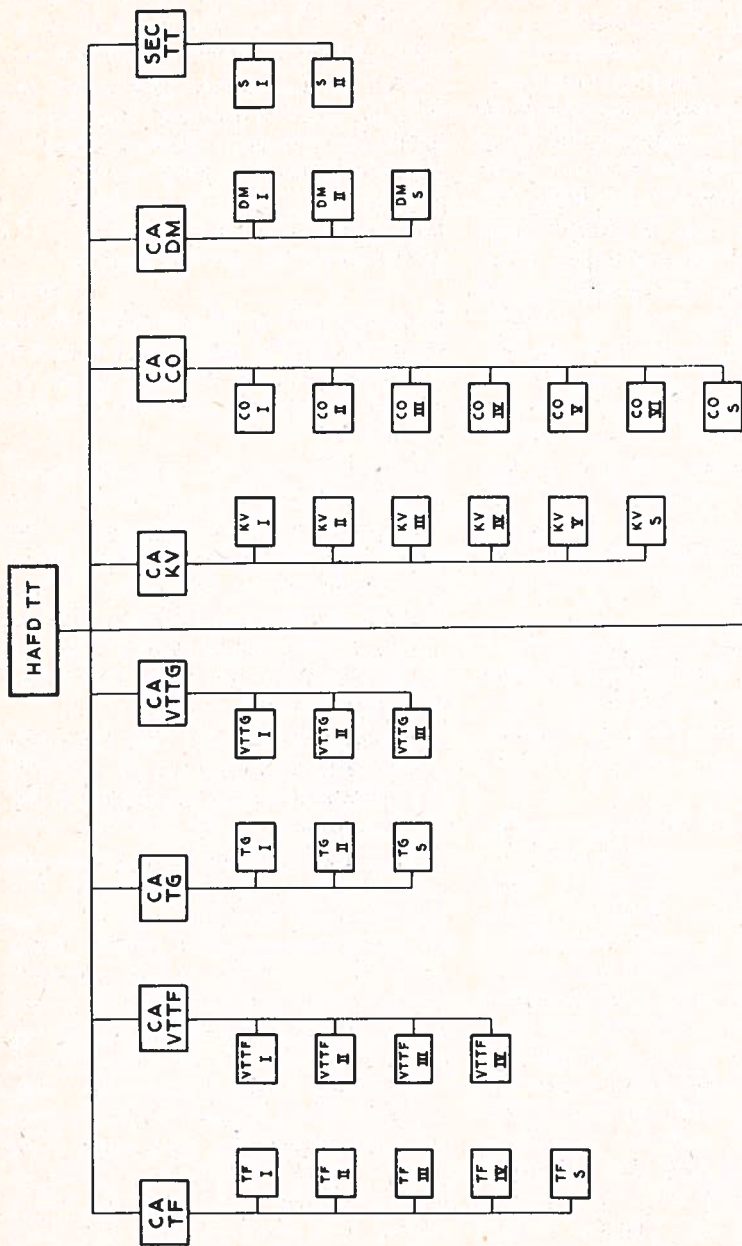 HAFD TT
CA
TF
TF
I
TF
II
TF
III
TF
IV
TF
S
CA
VTTF
VTTF
I
VTTF
II
VTTF
III
VTTF
IV
CA
TG
TG
I
TG
II
TG
S
CA
VTTG
VTTG
I
VTTG
II
VTTG
III
CA
KV
KV
I
KV
II
KV
III
KV
IV
KV
V
KV
S
CA
CO
CO
I
CO
II
CO
III
CO
IV
CO
V
CO
VI
CO
S
CA
DM
DM
I
DM
II
DM
S
SEC
TT
S
I
S
II